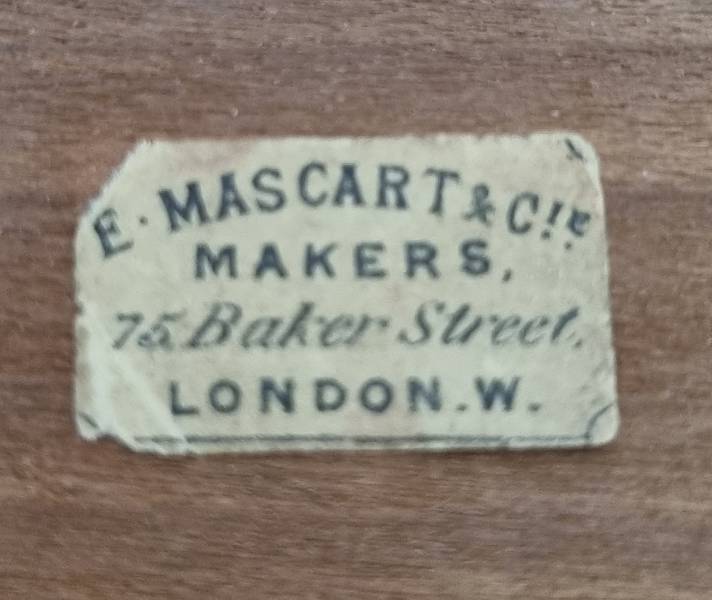 E. MASCART & Cie
MAKERS,
75 Baker Street.
LONDON. W.